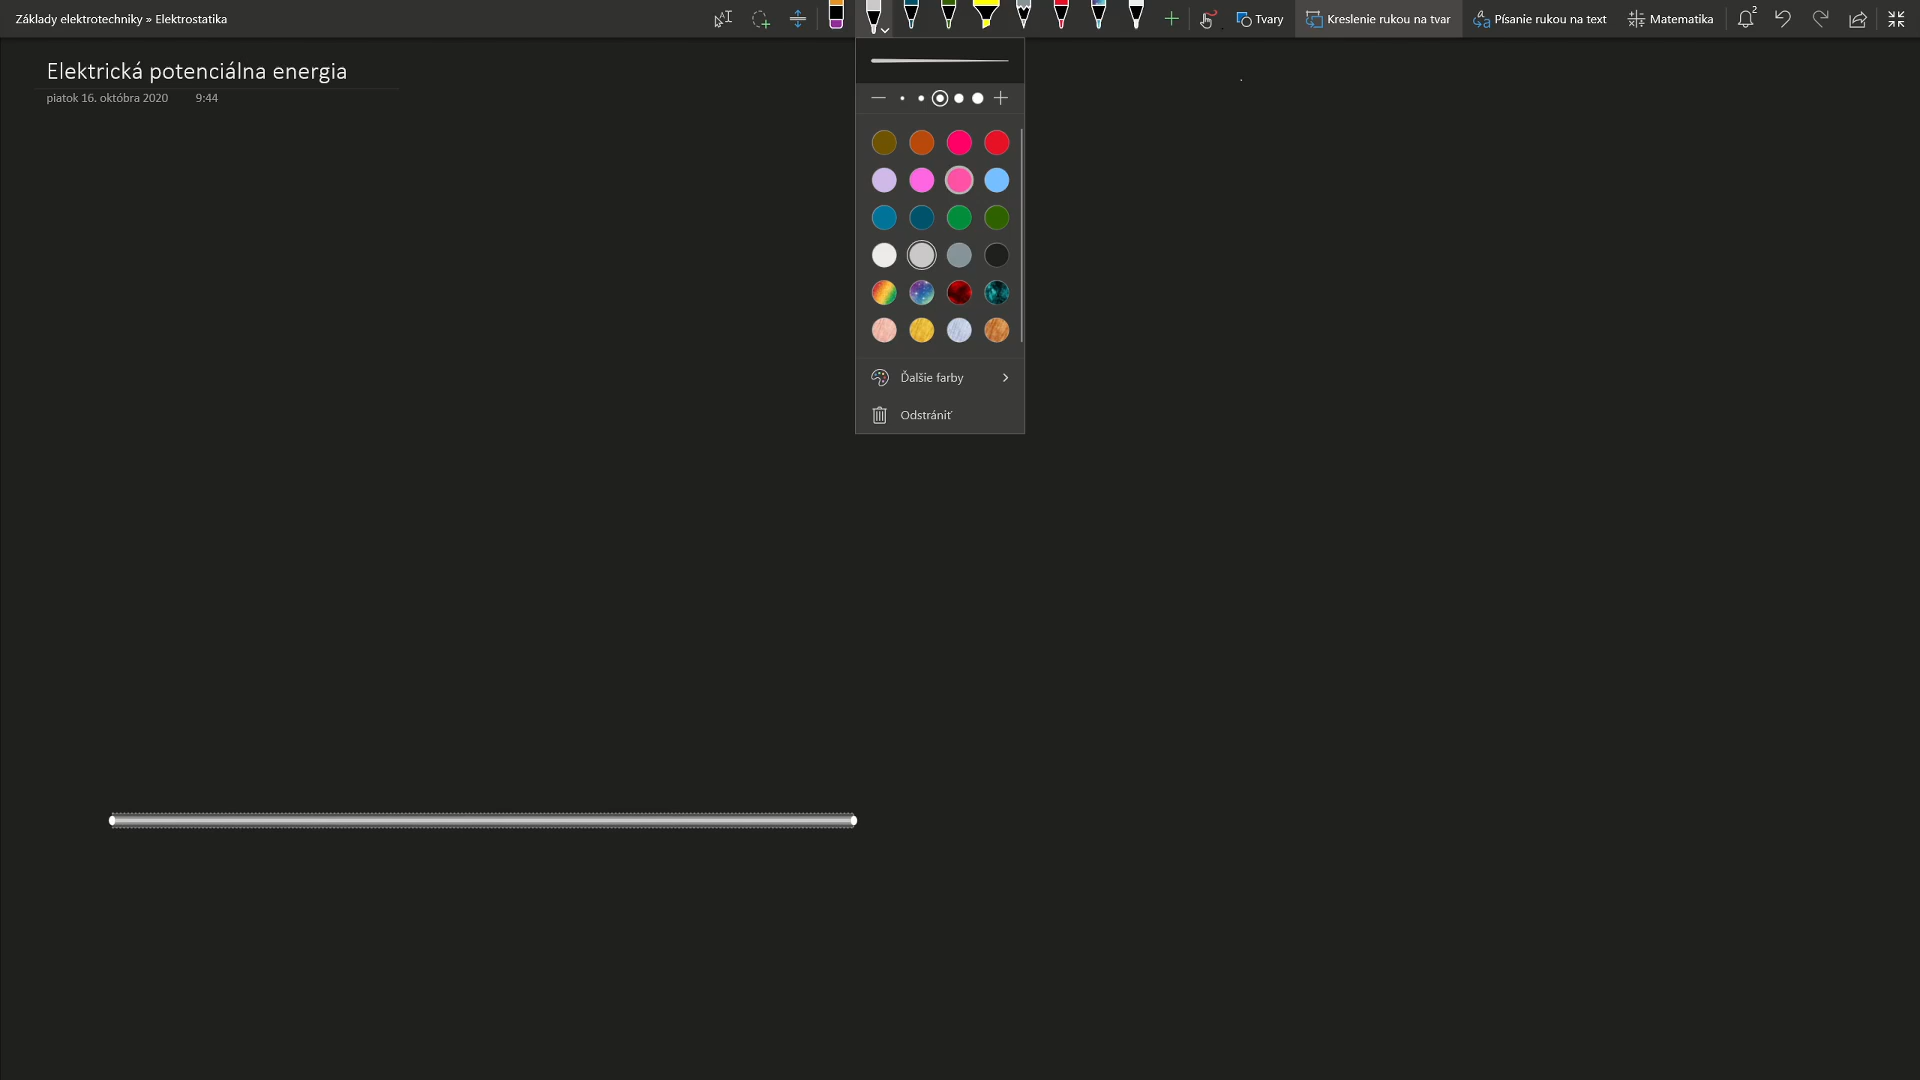 Základy elektrotechniky » Elektrostatika
Tvary
Kreslenie rukou na tvar
Písanie rukou na text
Matematika
2
Elektrická potenciálna energia
piatok 16. októbra 2020 9:44
Ďalšie farby
Odstrániť